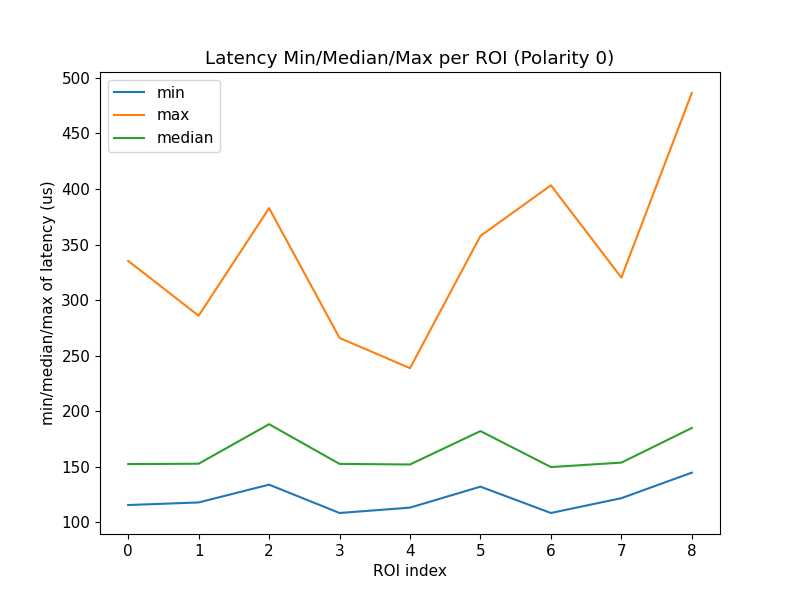 Latency Min/Median/Max per ROI (Polarity 0)
min
max
median
min/median/max of latency (us)
500
450
400
350
300
250
200
150
100
0 1 2 3 4 5 6 7 8
ROI index